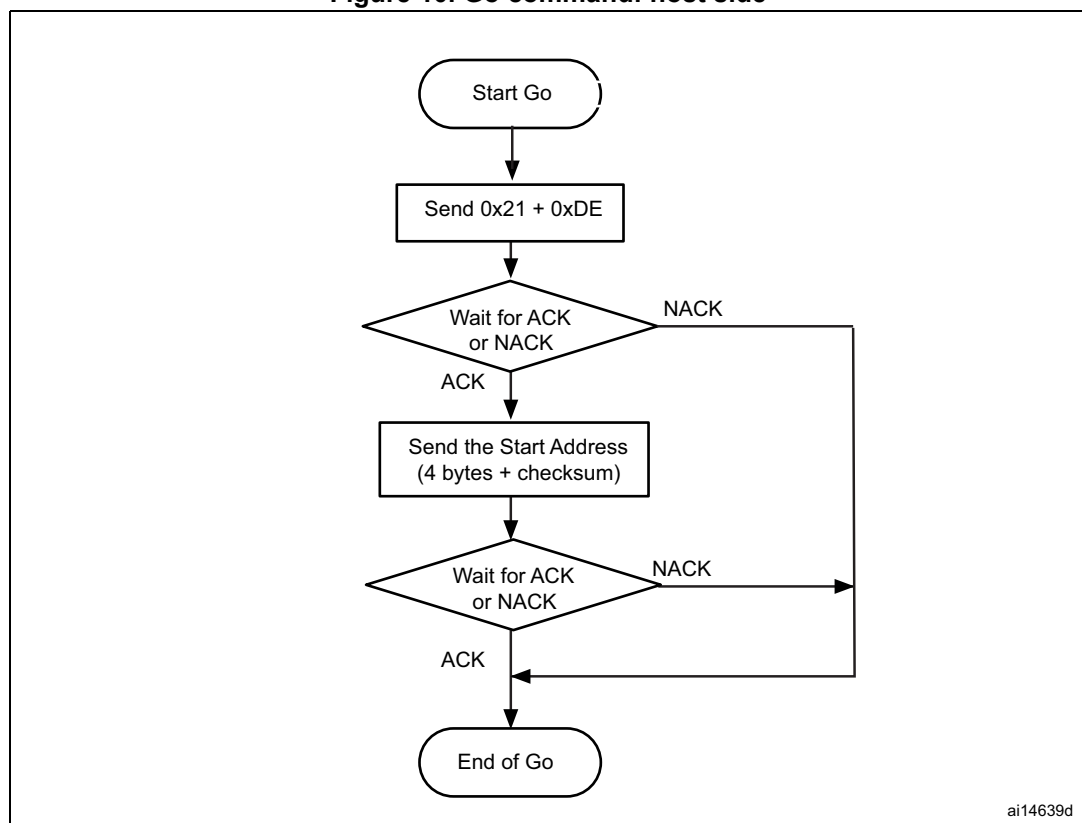 Start Go
Send 0x21 + 0xDE
Wait for ACK
or NACK
NACK
ACK
Send the Start Address
(4 bytes + checksum)
Wait for ACK
or NACK
NACK
ACK
End of Go
ai14639d